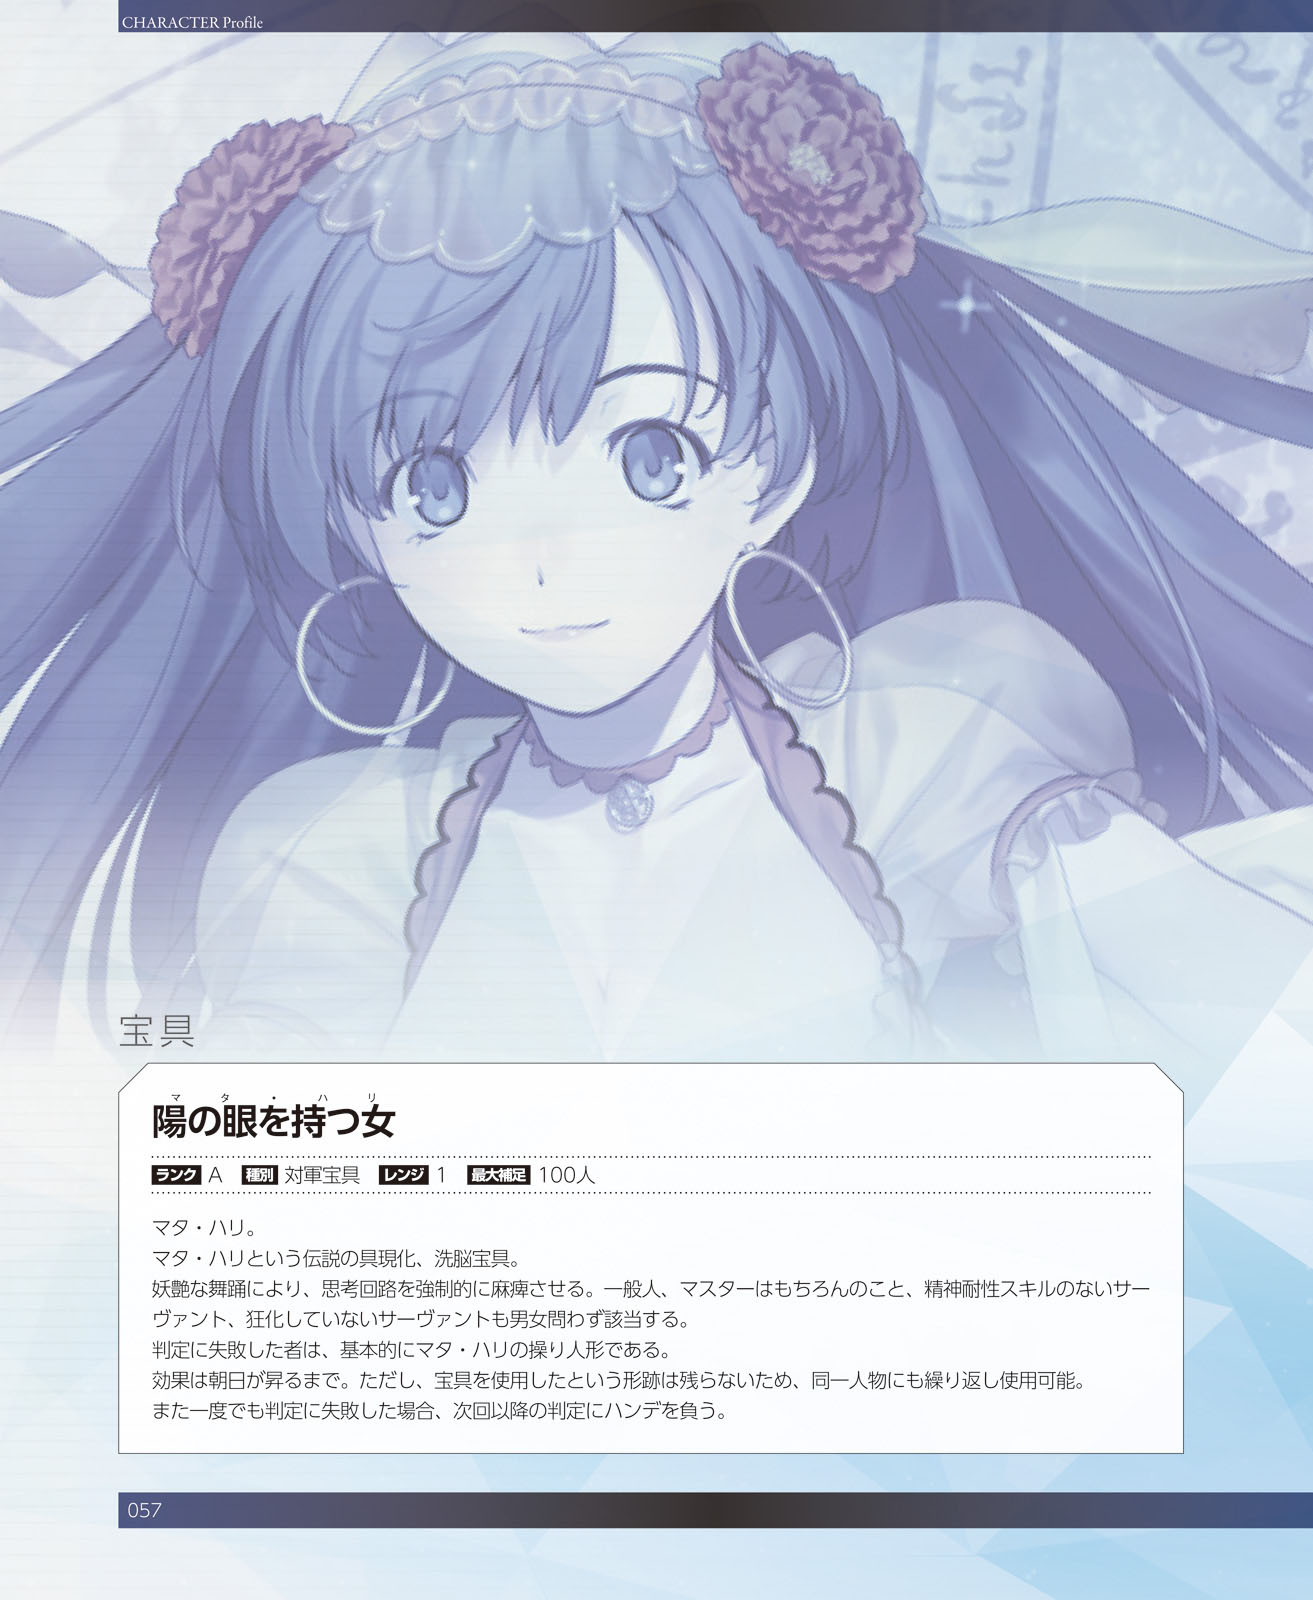 CHARACTER Profile
宝具
マタ・ハリ
陽の眼を持つ女
ランク A 種別 対軍宝具 レンジ 1 最大補足 100人
マタ・ハリ。
マタ・ハリという伝説の具現化、洗脳宝具。
妖艶な舞踊により、思考回路を強制的に麻痺させる。一般人、マスターはもちろんのこと、精神耐性スキルのないサー
ヴァント、狂化していないサーヴァントも男女問わず該当する。
判定に失敗した者は、基本的にマタ・ハリの操り人形である。
効果は朝日が昇るまで。ただし、宝具を使用したという形跡は残らないため、同一人物にも繰り返し使用可能。
また一度でも判定に失敗した場合、次回以降の判定にハンデを負う。
057